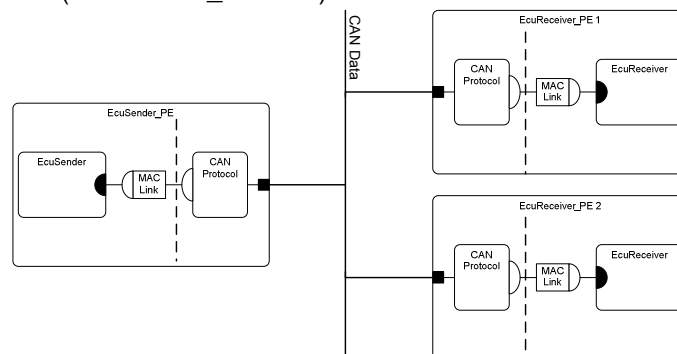 CAN Data
EcuSender_PE
EcuSender
MAC
Link
CAN
Protocol
EcuReceiver_PE 1
CAN
Protocol
MAC
Link
EcuReceiver
EcuReceiver_PE 2
CAN
Protocol
MAC
Link
EcuReceiver